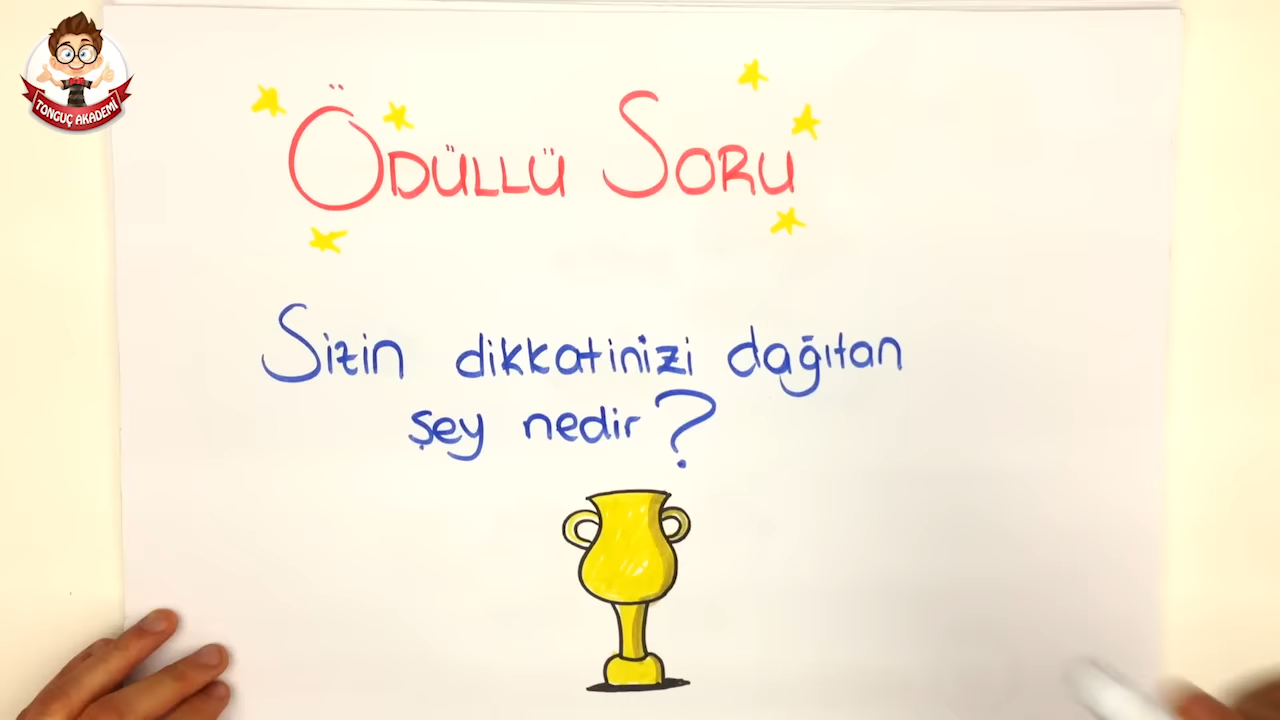 TONGUÇ AKADEMİ
ÖDÜLLÜ SORU
Sizin dikkatinizi dağıtan
şey nedir?